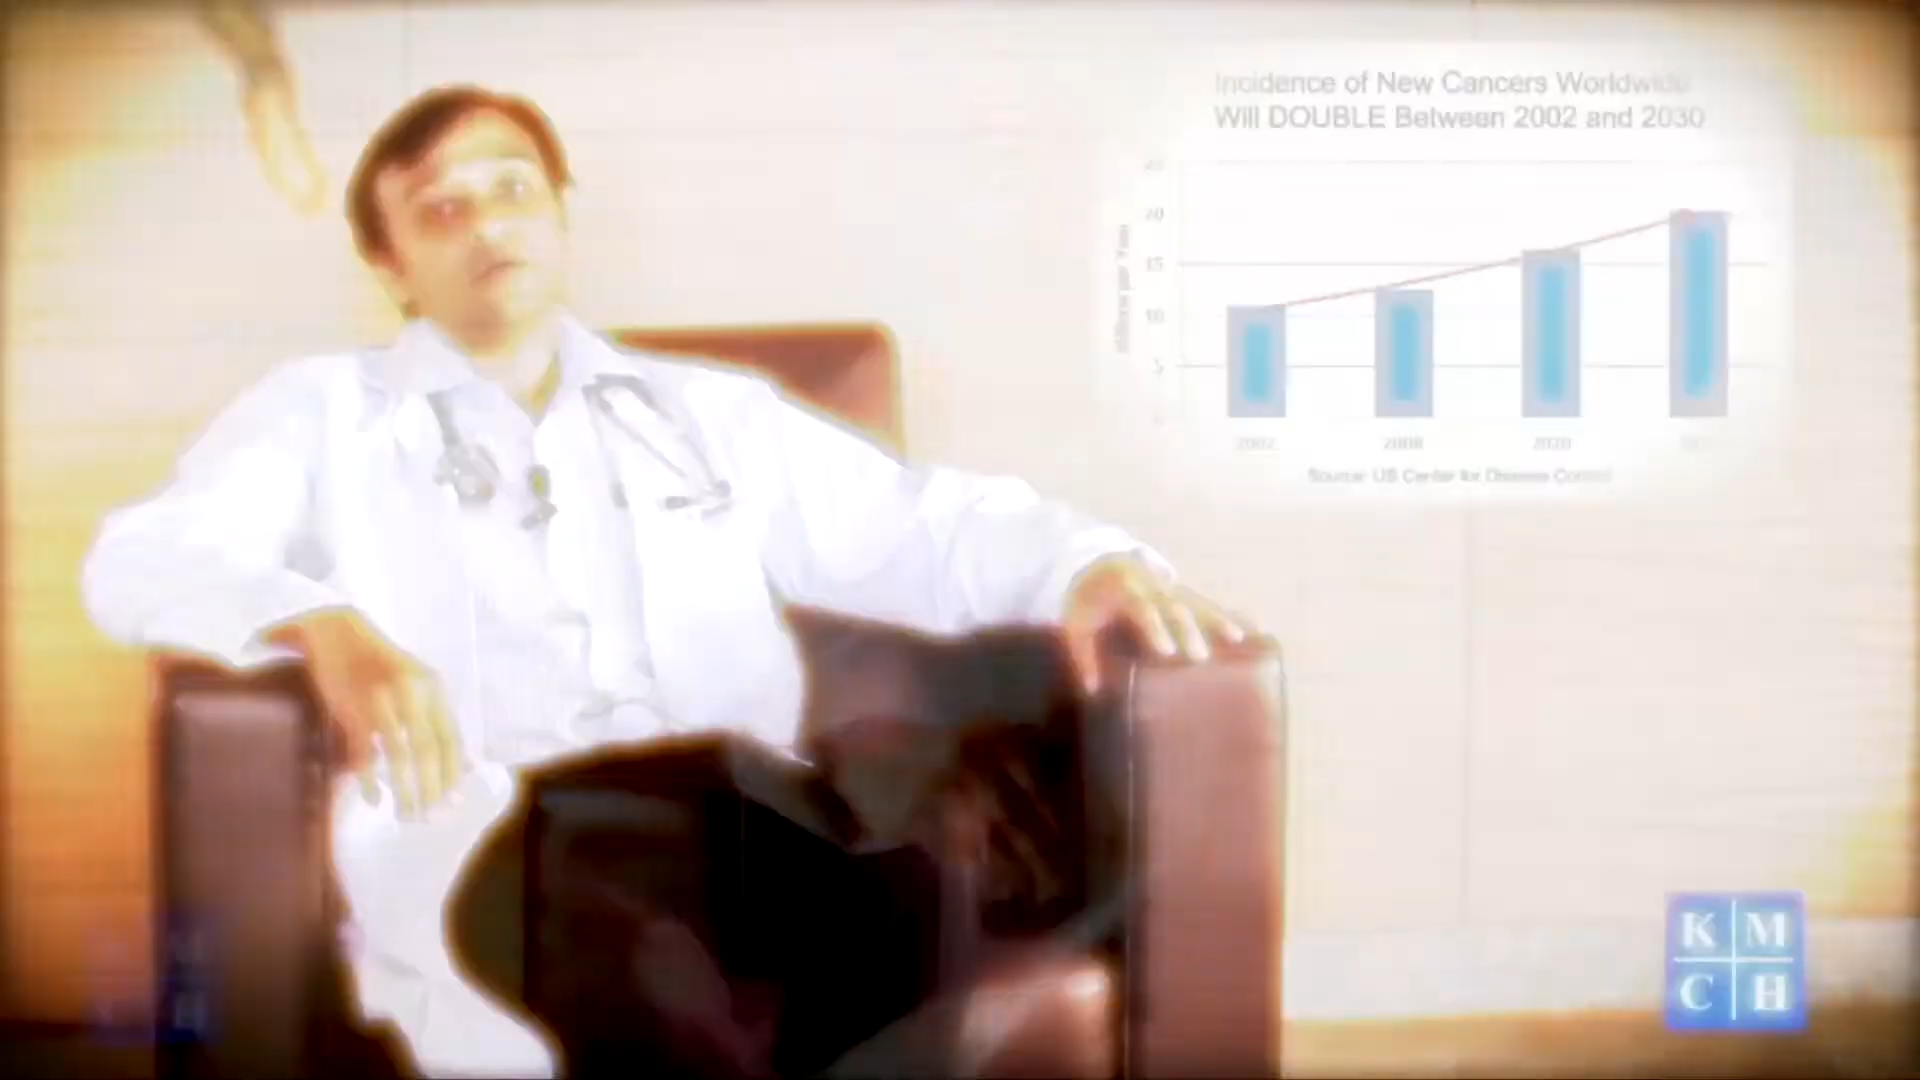 Incidence of New Cancers Worldwide
Will DOUBLE Between 2002 and 2030
20
15
10
5
2002 2008 2020
Source: US Center for Disease Control
K M
C H